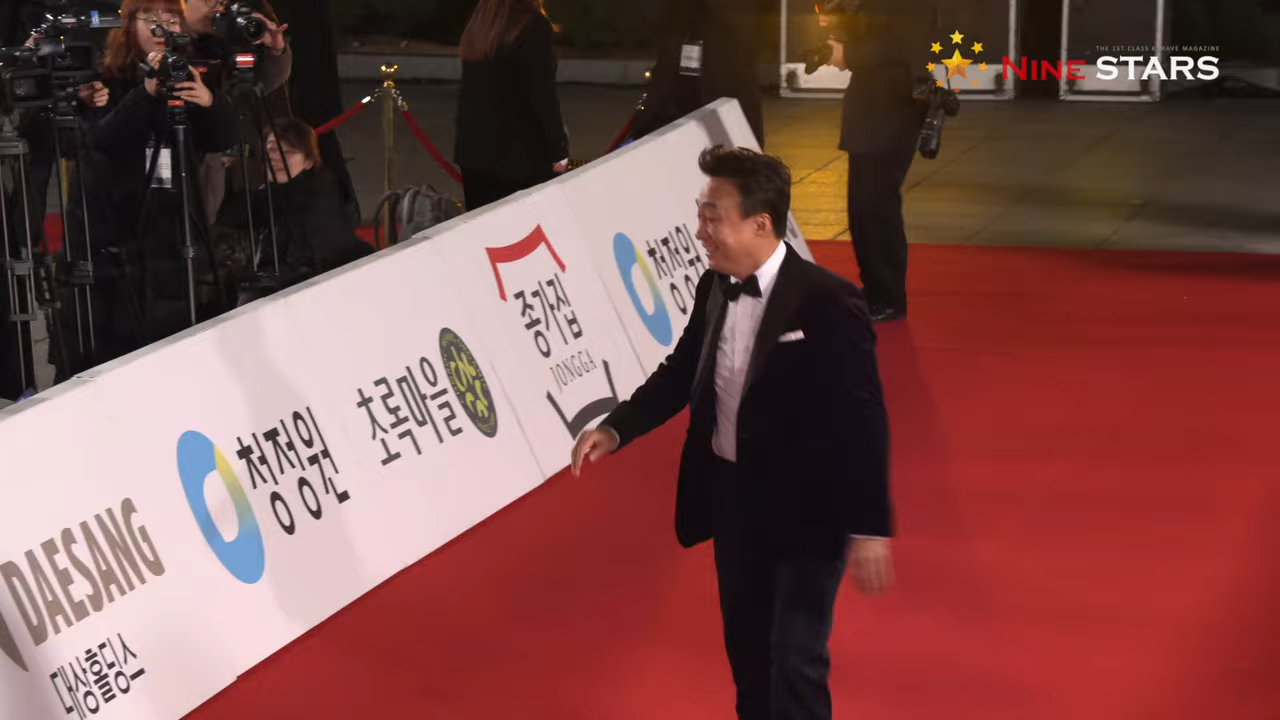 THE 1ST CLASS K-WAVE MAGAZINE
NINE STARS
청정원
종가집
JONGGA
초록마을
청정원
DAESANG
대상홀딩스